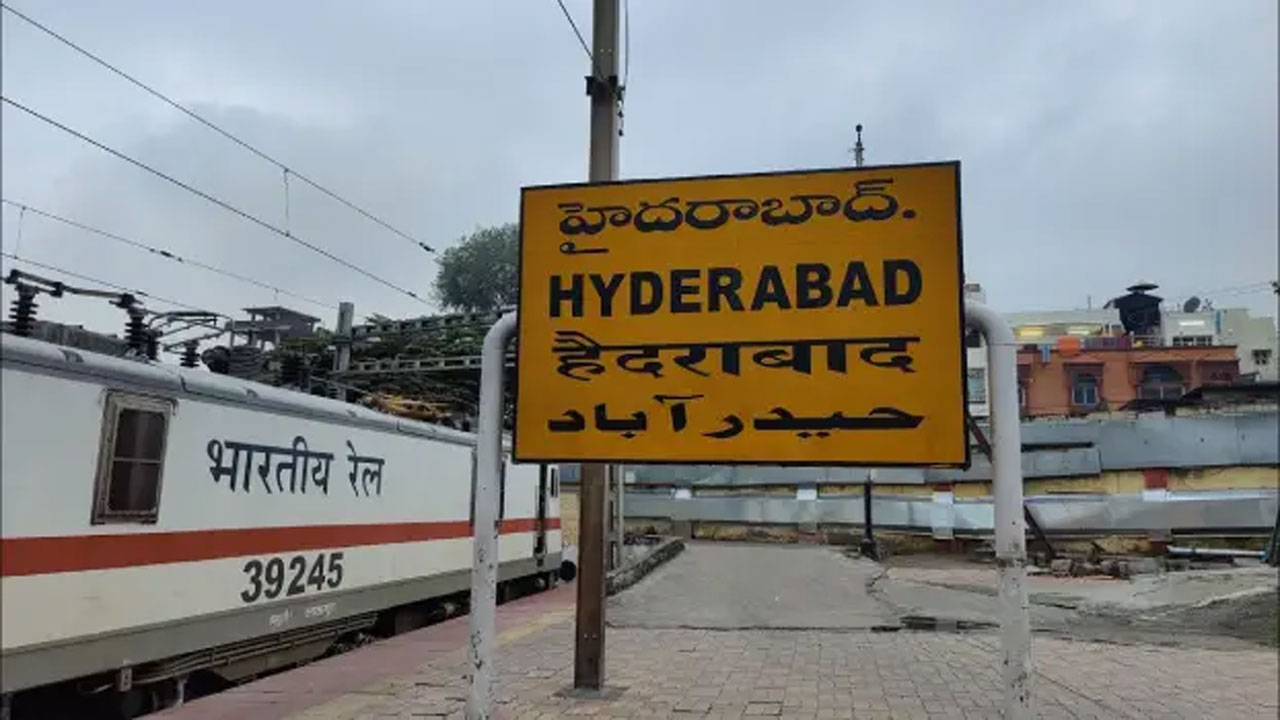 హైదరాబాద్.
HYDERABAD
हैदराबाद
حیدرآباد
भारतीय रेल
39245